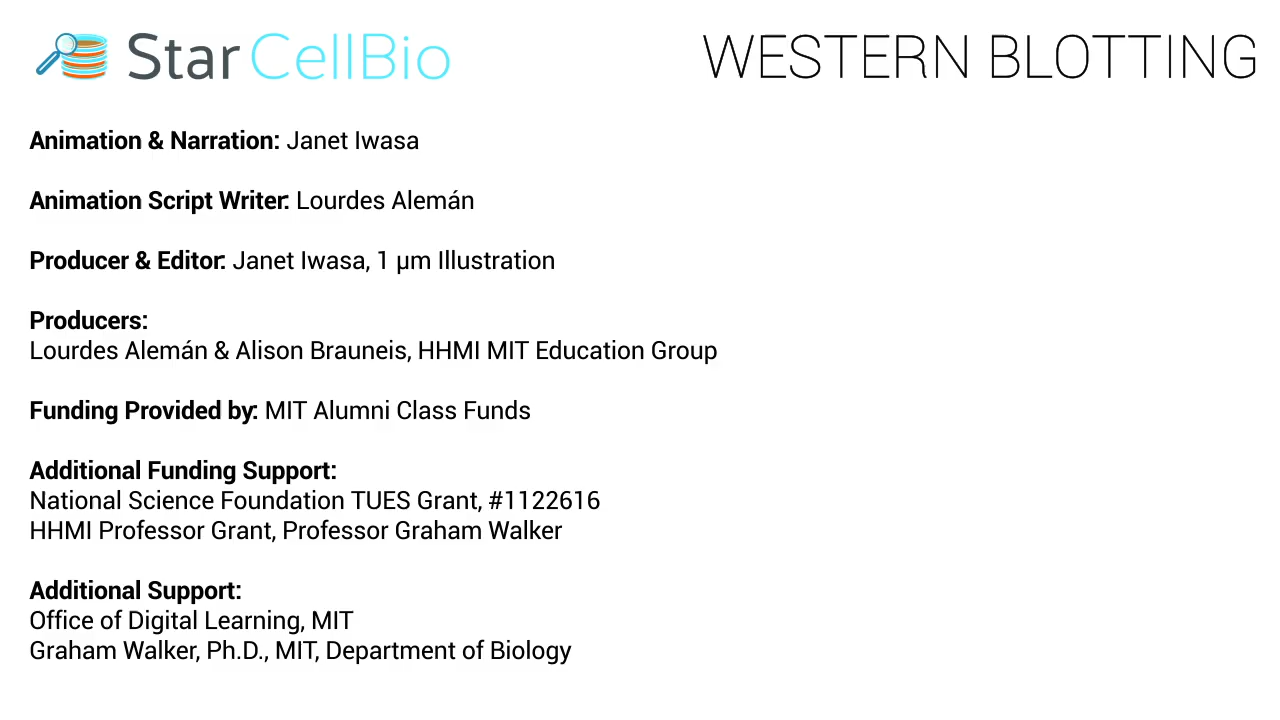 StarCellBio
WESTERN BLOTTING
Animation & Narration: Janet Iwasa
Animation Script Writer: Lourdes Alemán
Producer & Editor: Janet Iwasa, 1 µm Illustration
Producers:
Lourdes Alemán & Alison Brauneis, HHMI MIT Education Group
Funding Provided by: MIT Alumni Class Funds
Additional Funding Support:
National Science Foundation TUES Grant, #1122616
HHMI Professor Grant, Professor Graham Walker
Additional Support:
Office of Digital Learning, MIT
Graham Walker, Ph.D., MIT, Department of Biology